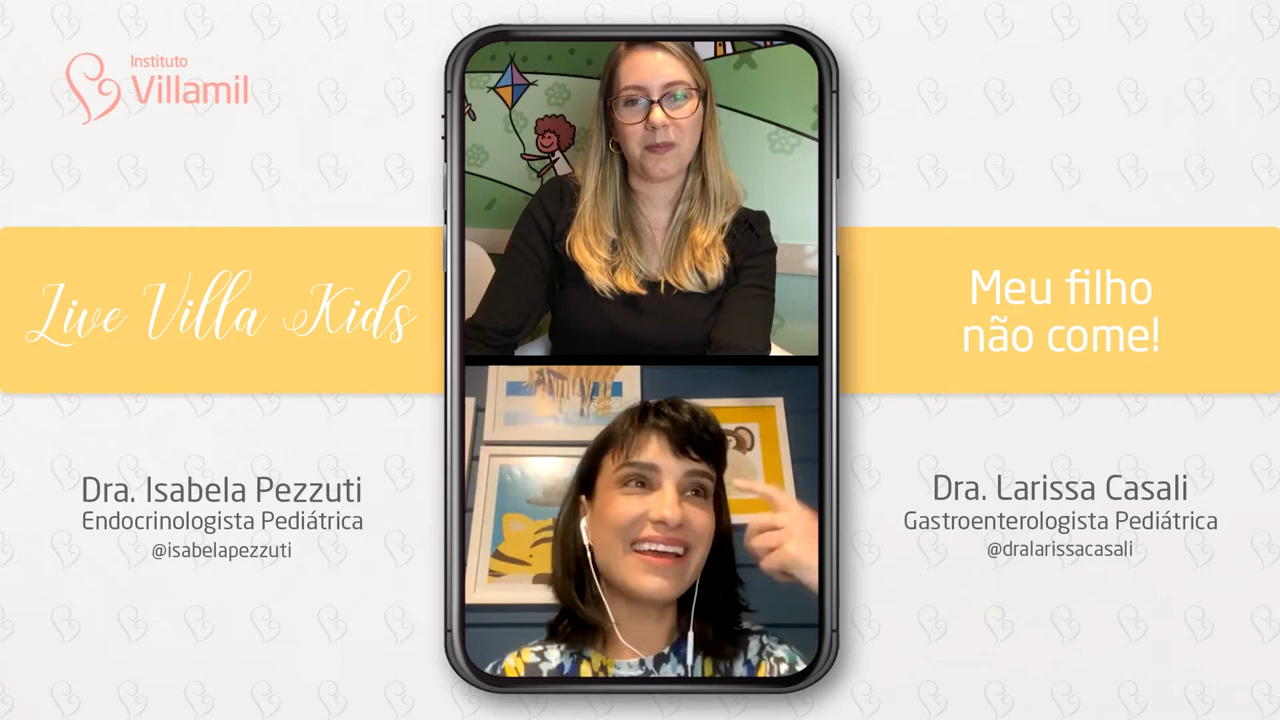 Instituto
Villamil
Live Villa Kids
Meu filho
não come!
Dra. Isabela Pezzuti
Endocrinologista Pediátrica
@isabelapezzuti
Dra. Larissa Casali
Gastroenterologista Pediátrica
@dralarissacasali